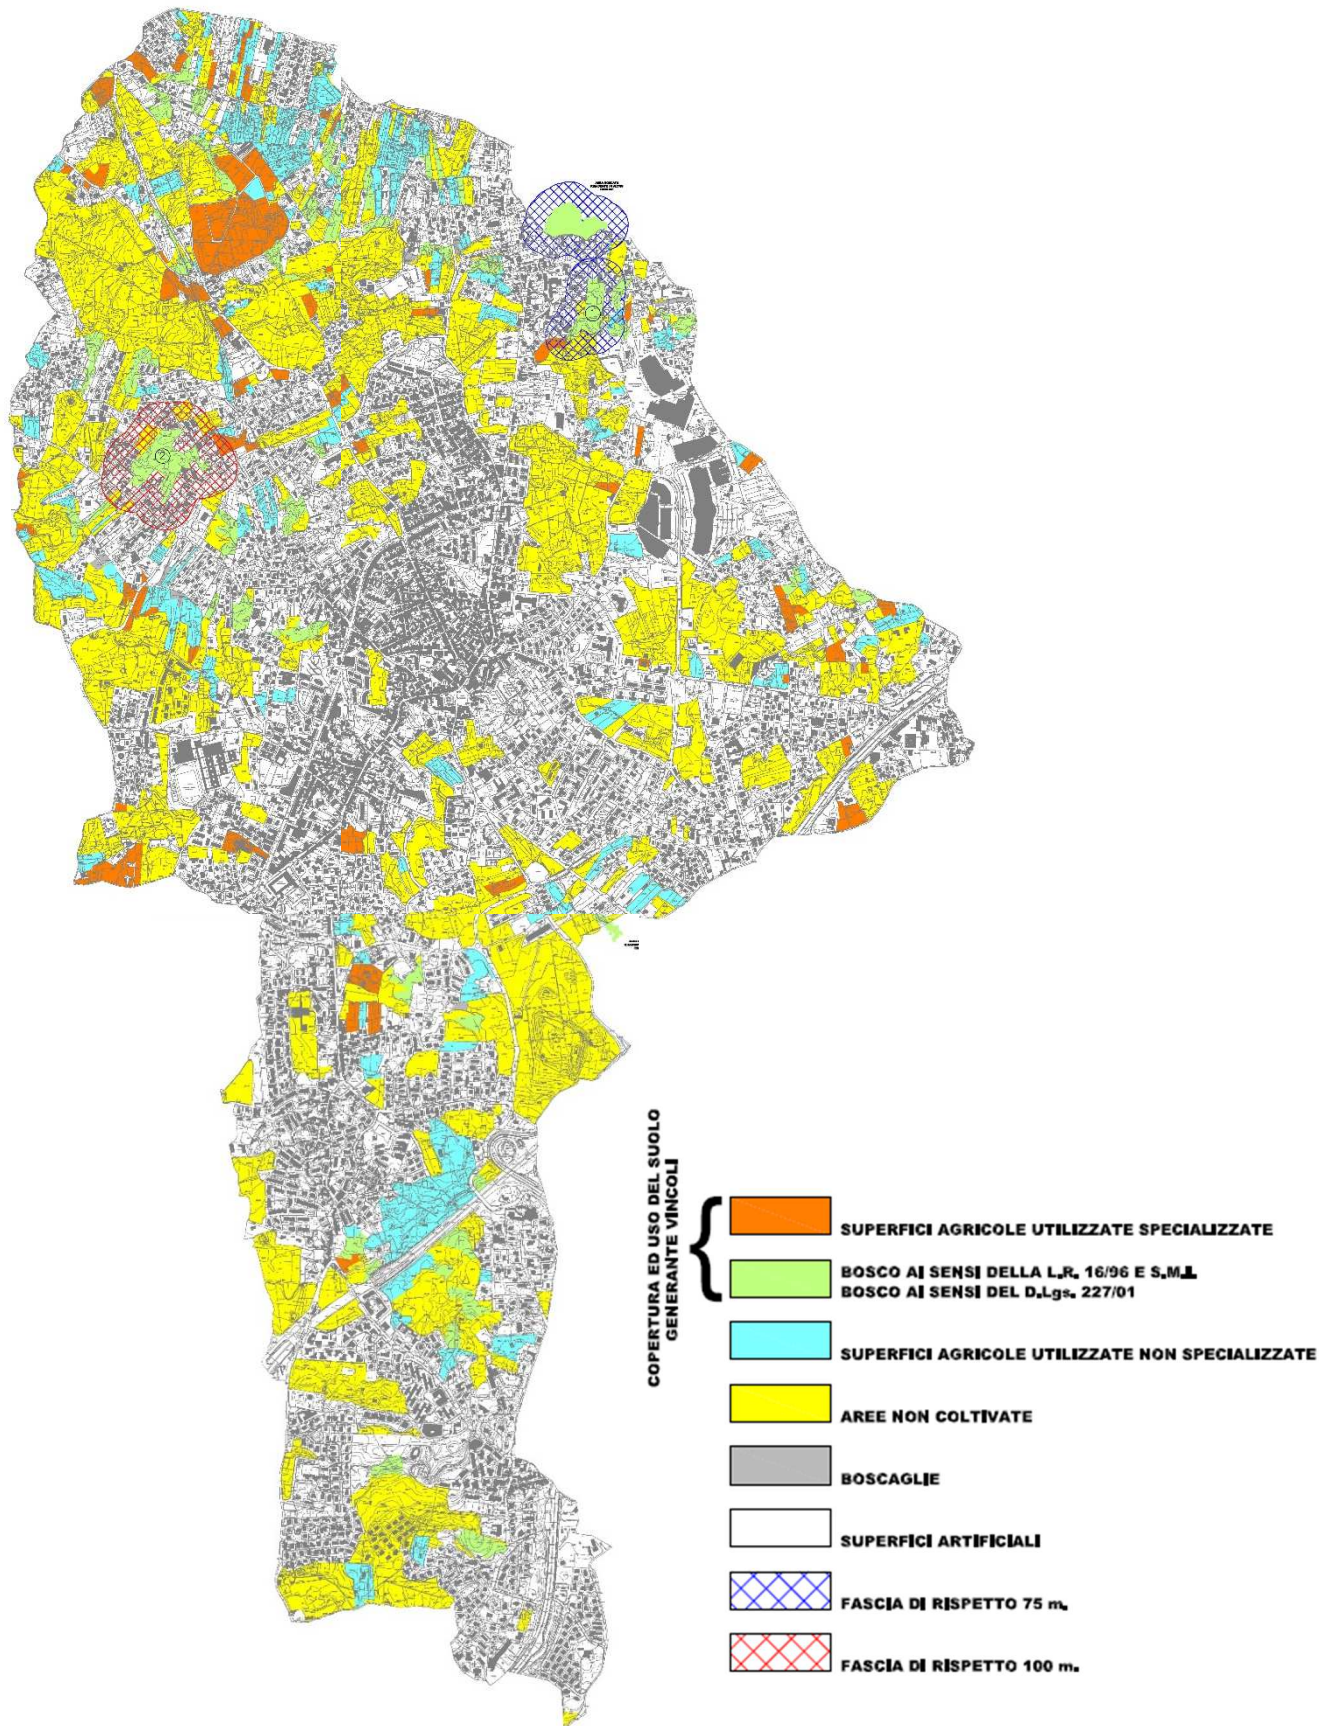 2
COPERTURA ED USO DEL SUOLO
GENERANTE VINCOLI
SUPERFICI AGRICOLE UTILIZZATE SPECIALIZZATE
BOSCO AI SENSI DELLA L.R. 16/96 E S.M.I.
BOSCO AI SENSI DEL D.Lgs. 227/01
SUPERFICI AGRICOLE UTILIZZATE NON SPECIALIZZATE
AREE NON COLTIVATE
BOSCAGLIE
SUPERFICI ARTIFICIALI
FASCIA DI RISPETTO 75 m.
FASCIA DI RISPETTO 100 m.